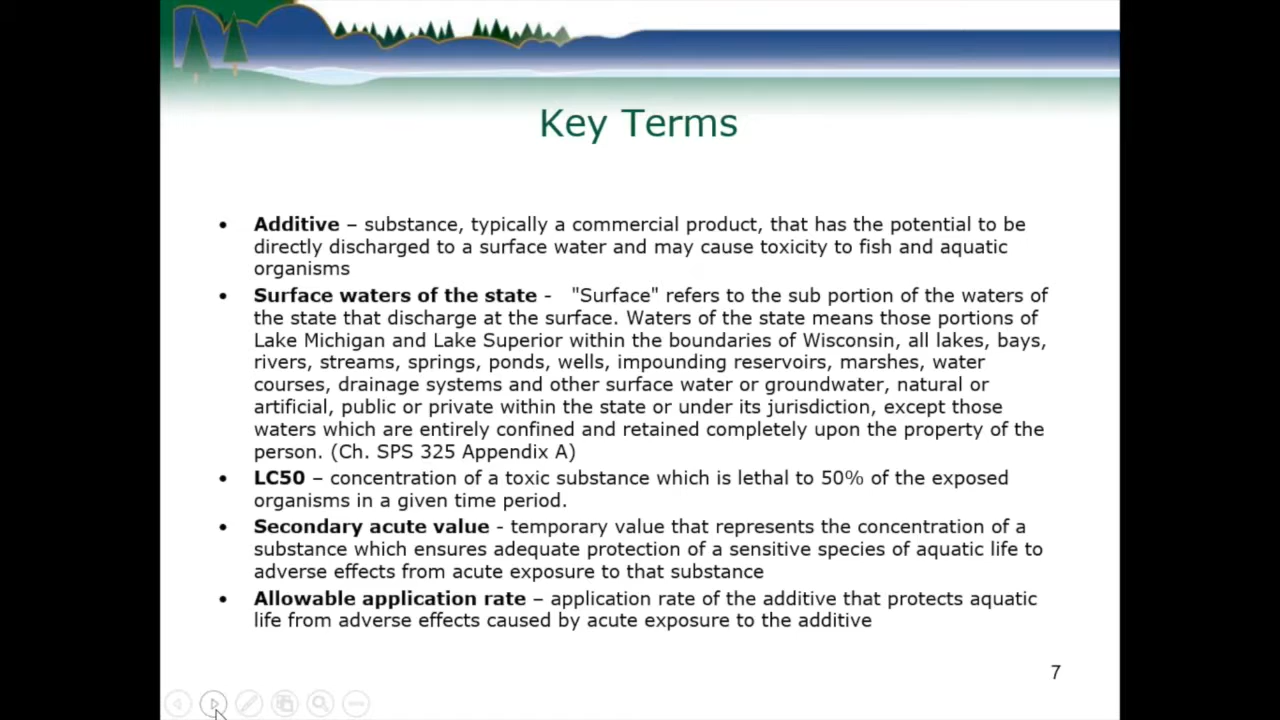 Key Terms
• Additive – substance, typically a commercial product, that has the potential to be
directly discharged to a surface water and may cause toxicity to fish and aquatic
organisms
• Surface waters of the state - "Surface" refers to the sub portion of the waters of
the state that discharge at the surface. Waters of the state means those portions of
Lake Michigan and Lake Superior within the boundaries of Wisconsin, all lakes, bays,
rivers, streams, springs, ponds, wells, impounding reservoirs, marshes, water
courses, drainage systems and other surface water or groundwater, natural or
artificial, public or private within the state or under its jurisdiction, except those
waters which are entirely confined and retained completely upon the property of the
person. (Ch. SPS 325 Appendix A)
• LC50 – concentration of a toxic substance which is lethal to 50% of the exposed
organisms in a given time period.
• Secondary acute value - temporary value that represents the concentration of a
substance which ensures adequate protection of a sensitive species of aquatic life to
adverse effects from acute exposure to that substance
• Allowable application rate – application rate of the additive that protects aquatic
life from adverse effects caused by acute exposure to the additive
7